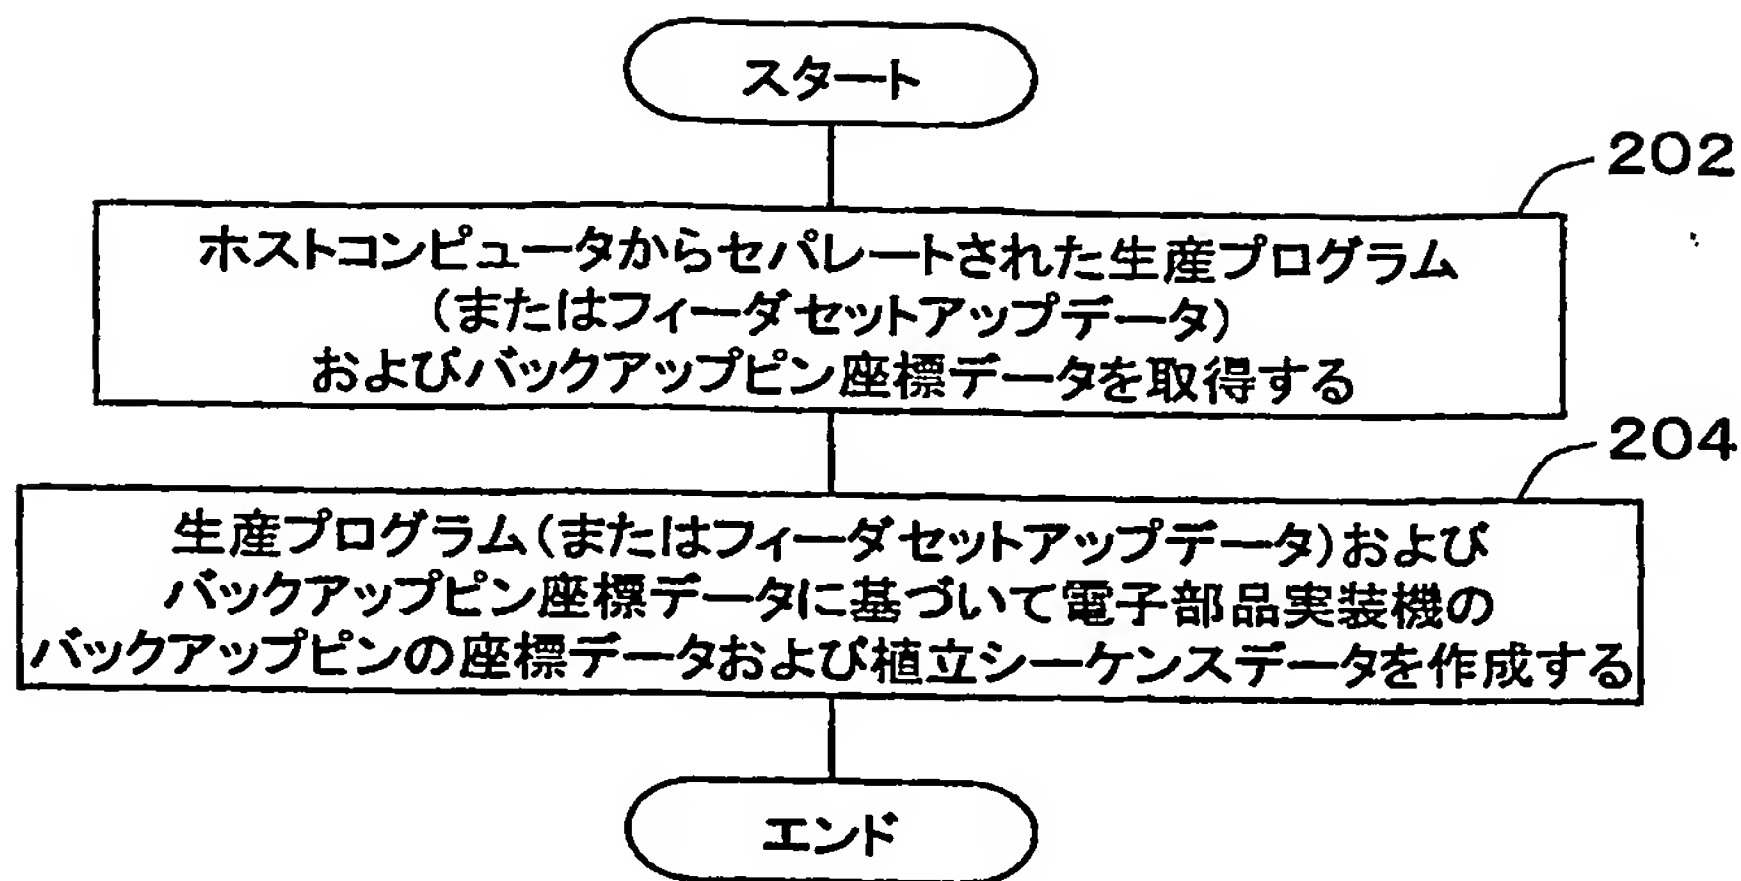 スタート
202
ホストコンピュータからセパレートされた生産プログラム
（またはフィーダセットアップデータ）
およびバックアップピン座標データを取得する
204
生産プログラム（またはフィーダセットアップデータ）および
バックアップピン座標データに基づいて電子部品実装機の
バックアップピンの座標データおよび植立シーケンスデータを作成する
エンド